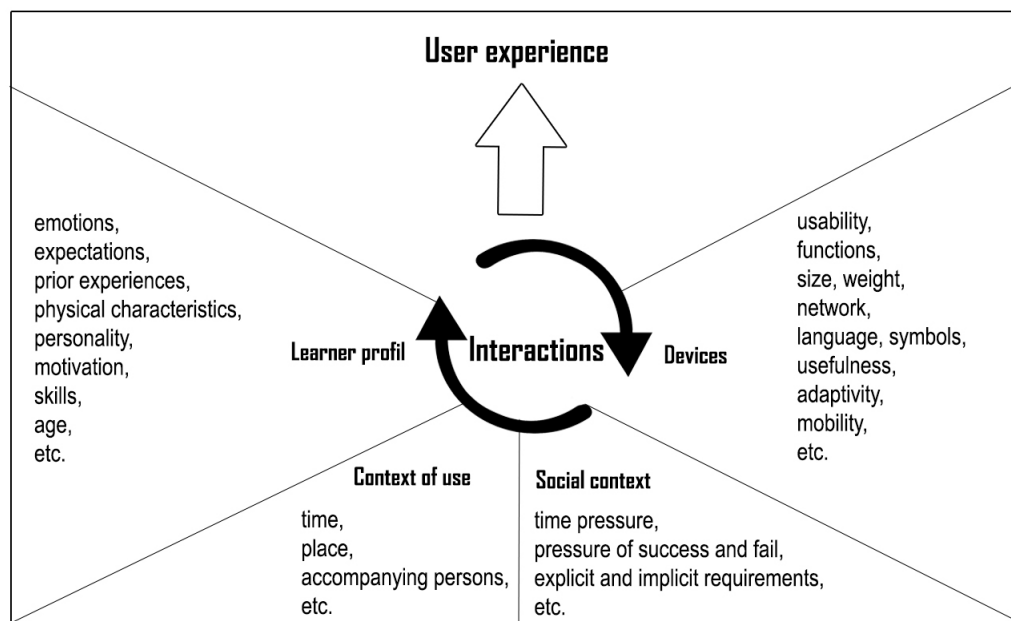 User experience
emotions,
expectations,
prior experiences,
physical characteristics,
personality,
motivation,
skills,
age,
etc.
Learner profil
Interactions
Devices
usability,
functions,
size, weight,
network,
language, symbols,
usefulness,
adaptivity,
mobility,
etc.
Context of use
time,
place,
accompanying persons,
etc.
Social context
time pressure,
pressure of success and fail,
explicit and implicit requirements,
etc.